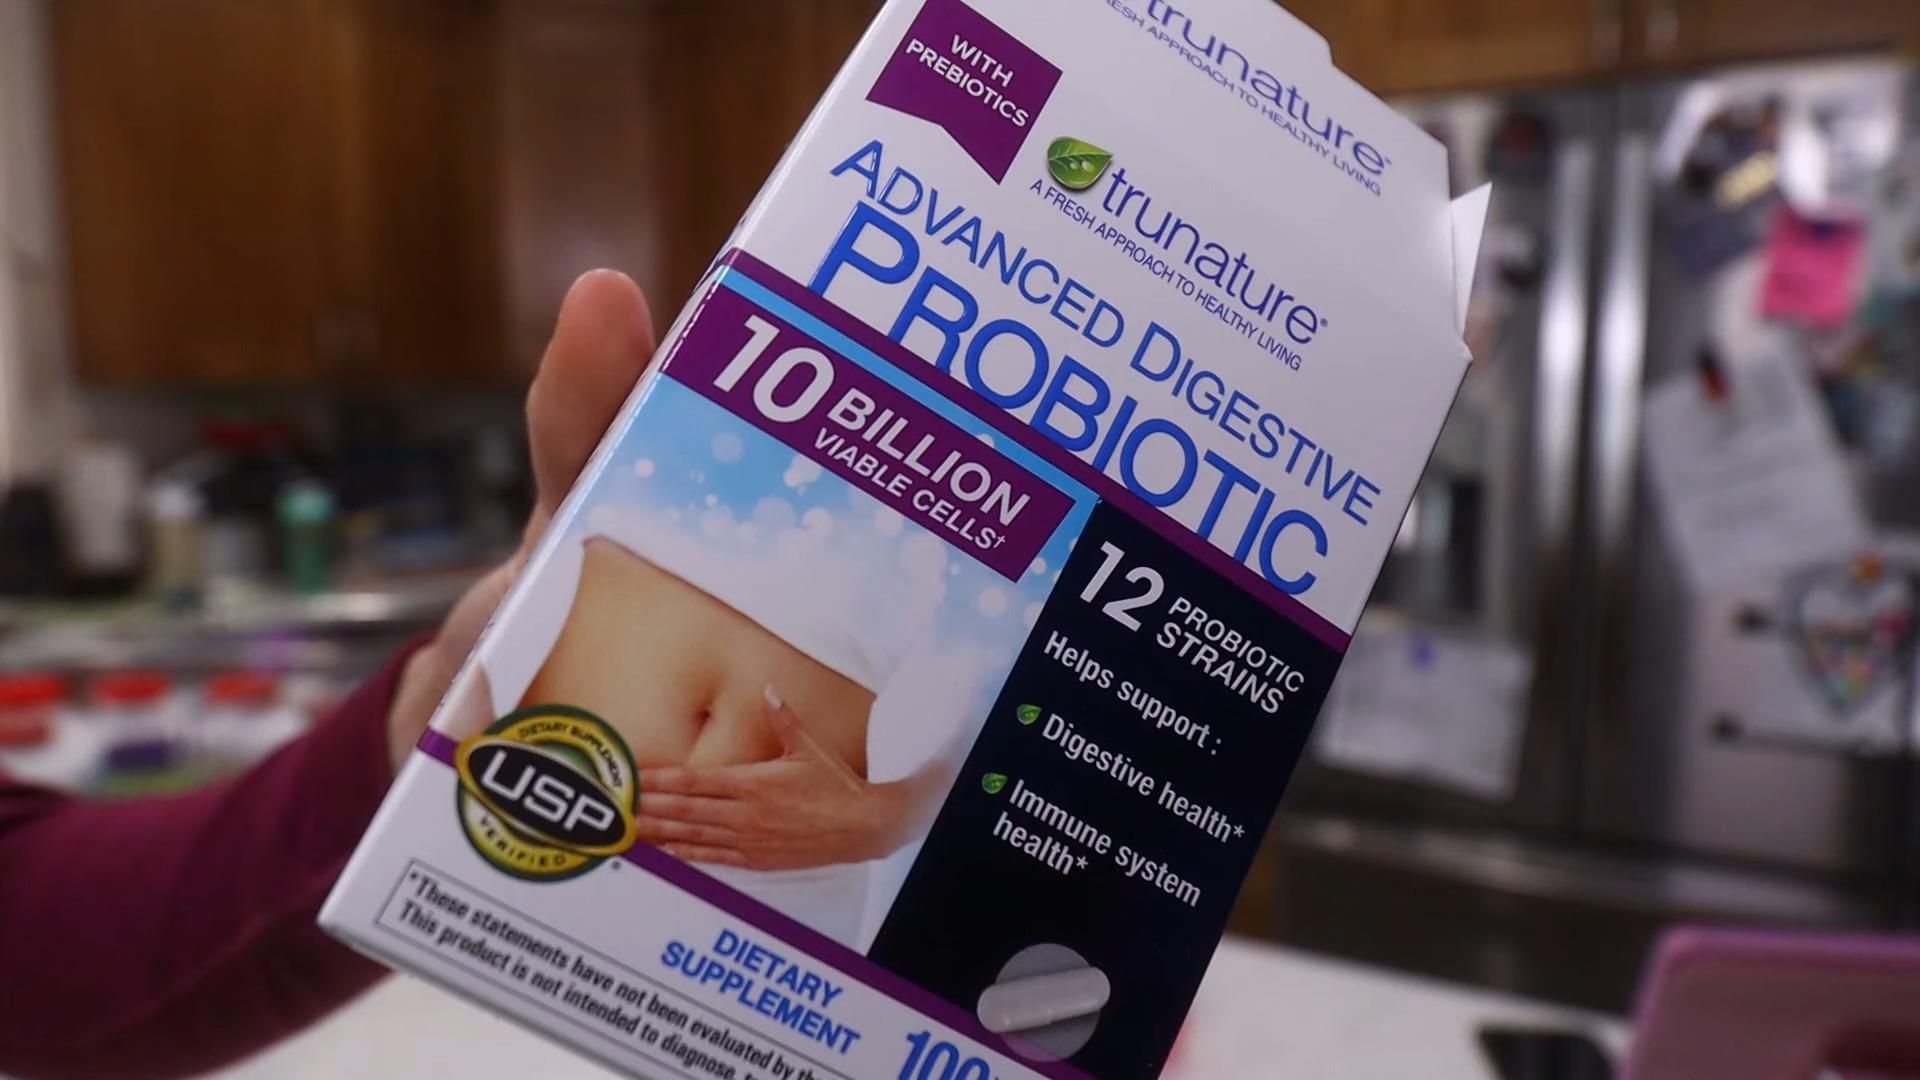 trunature®
ESH APPROACH TO HEALTHY LIVING
WITH
PREBIOTICS
trunature®
A FRESH APPROACH TO HEALTHY LIVING
ADVANCED DIGESTIVE
PROBIOTIC
10 BILLION
VIABLE CELLS†
12 PROBIOTIC
STRAINS
Helps support:
Digestive health*
Immune system
health*
DIETARY SUPPLEMENT
USP
VERIFIED
DIETARY
SUPPLEMENT
100
*These statements have not been evaluated by the
This product is not intended to diagnose,